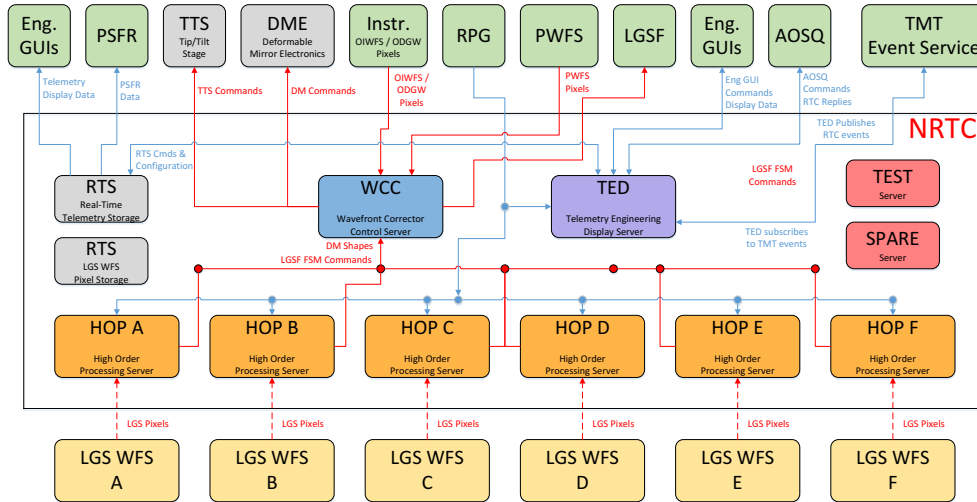 Eng.
GUIs
PSFR
TTS
Tip/Tilt
Stage
DME
Deformable
Mirror Electronics
Instr.
OIWFS / ODGW
Pixels
RPG
PWFS
LGSF
Eng.
GUIs
AOSQ
TMT
Event Service
Telemetry
Display Data
PSFR
Data
TTS Commands
DM Commands
OIWFS /
ODGW
Pixels
PWFS
Pixels
Eng GUI
Commands
Display Data
AOSQ
Commands
RTC Replies
TED Publishes
RTC events
NRTC
RTS Cmds &
Configuration
LGSF FSM
Commands
RTS
Real-Time
Telemetry Storage
WCC
Wavefront Corrector
Control Server
TED
Telemetry Engineering
Display Server
TEST
Server
TED subscribes
to TMT events
SPARE
Server
RTS
LGS WFS
Pixel Storage
DM Shapes
LGSF FSM Commands
HOP A
High Order
Processing Server
HOP B
High Order
Processing Server
HOP C
High Order
Processing Server
HOP D
High Order
Processing Server
HOP E
High Order
Processing Server
HOP F
High Order
Processing Server
LGS Pixels
LGS Pixels
LGS Pixels
LGS Pixels
LGS Pixels
LGS Pixels
LGS WFS
A
LGS WFS
B
LGS WFS
C
LGS WFS
D
LGS WFS
E
LGS WFS
F